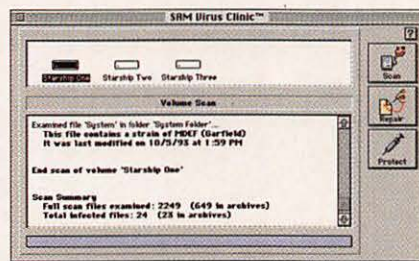 SAM Virus Clinic™
?
Starship One Starship Two Starship Three
Scan
Volume Scan
Examined file 'System' in folder 'System Folder'...
This file contains a strain of MDEF (Garfield)
It was last modified on 10/5/93 at 1:59 PM
Repair
End scan of volume 'Starship One'
Protect
Scan Summary
Full scan files examined: 2249 (649 in archives)
Total infected files: 24 (23 in archives)